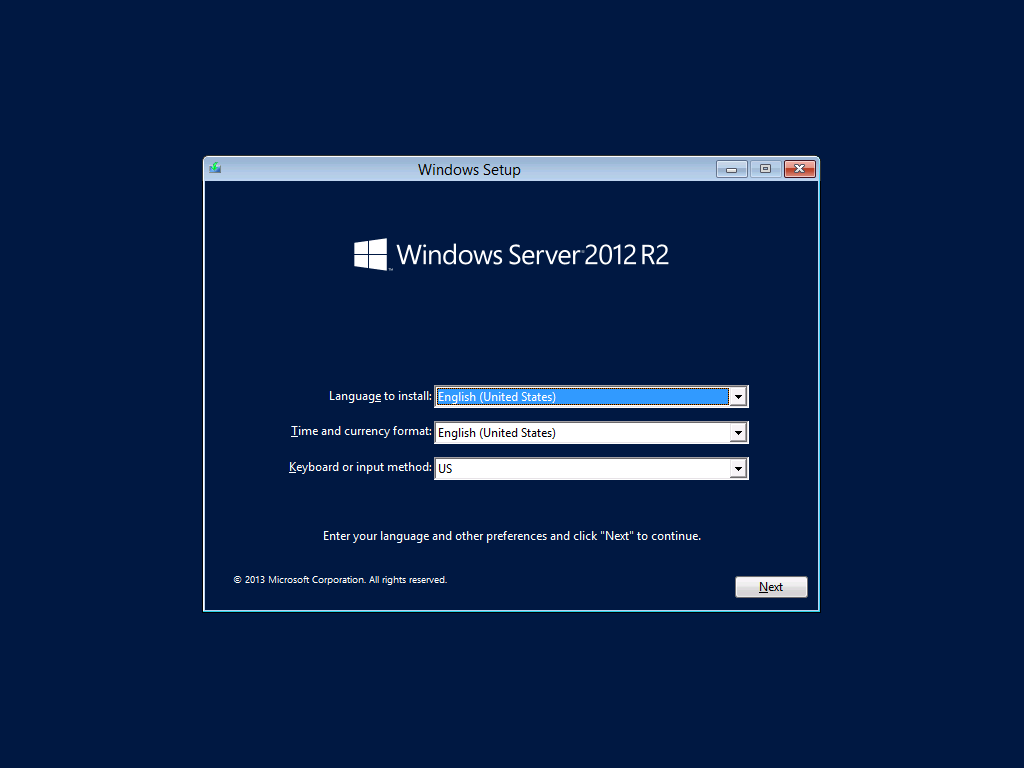 Windows Setup
Windows Server 2012 R2
Language to install: English (United States)
Time and currency format: English (United States)
Keyboard or input method: US
Enter your language and other preferences and click "Next" to continue.
© 2013 Microsoft Corporation. All rights reserved.
Next